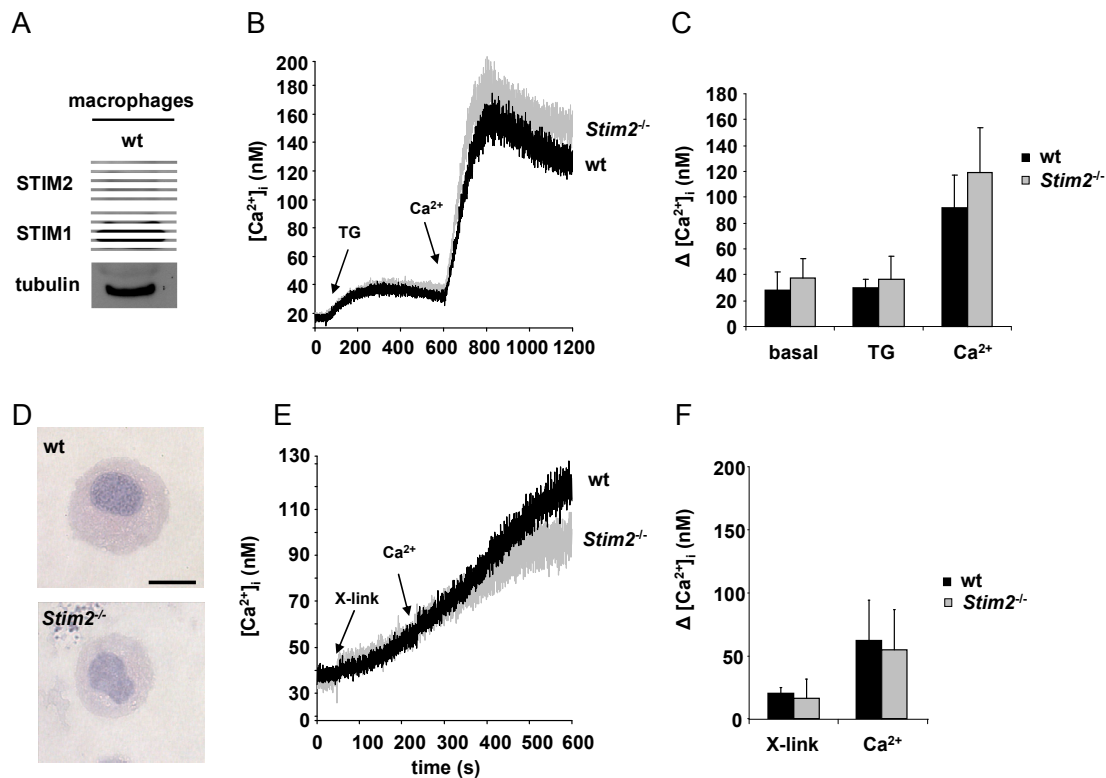 A
macrophages
wt
STIM2
STIM1
tubulin
B
[Ca²⁺]ᵢ (nM)
200
180
160
140
120
100
80
60
40
20
TG
Ca²⁺
Stim2⁻/⁻
wt
0 200 400 600 800 1000 1200
C
Δ [Ca²⁺]ᵢ (nM)
180
160
140
120
100
80
60
40
20
0
basal TG Ca²⁺
wt
Stim2⁻/⁻
D
wt
Stim2⁻/⁻
E
[Ca²⁺]ᵢ (nM)
130
110
90
70
50
30
0
X-link
Ca²⁺
wt
Stim2⁻/⁻
0 100 200 300 400 500 600
time (s)
F
Δ [Ca²⁺]ᵢ (nM)
200
150
100
50
0
X-link Ca²⁺
wt
Stim2⁻/⁻